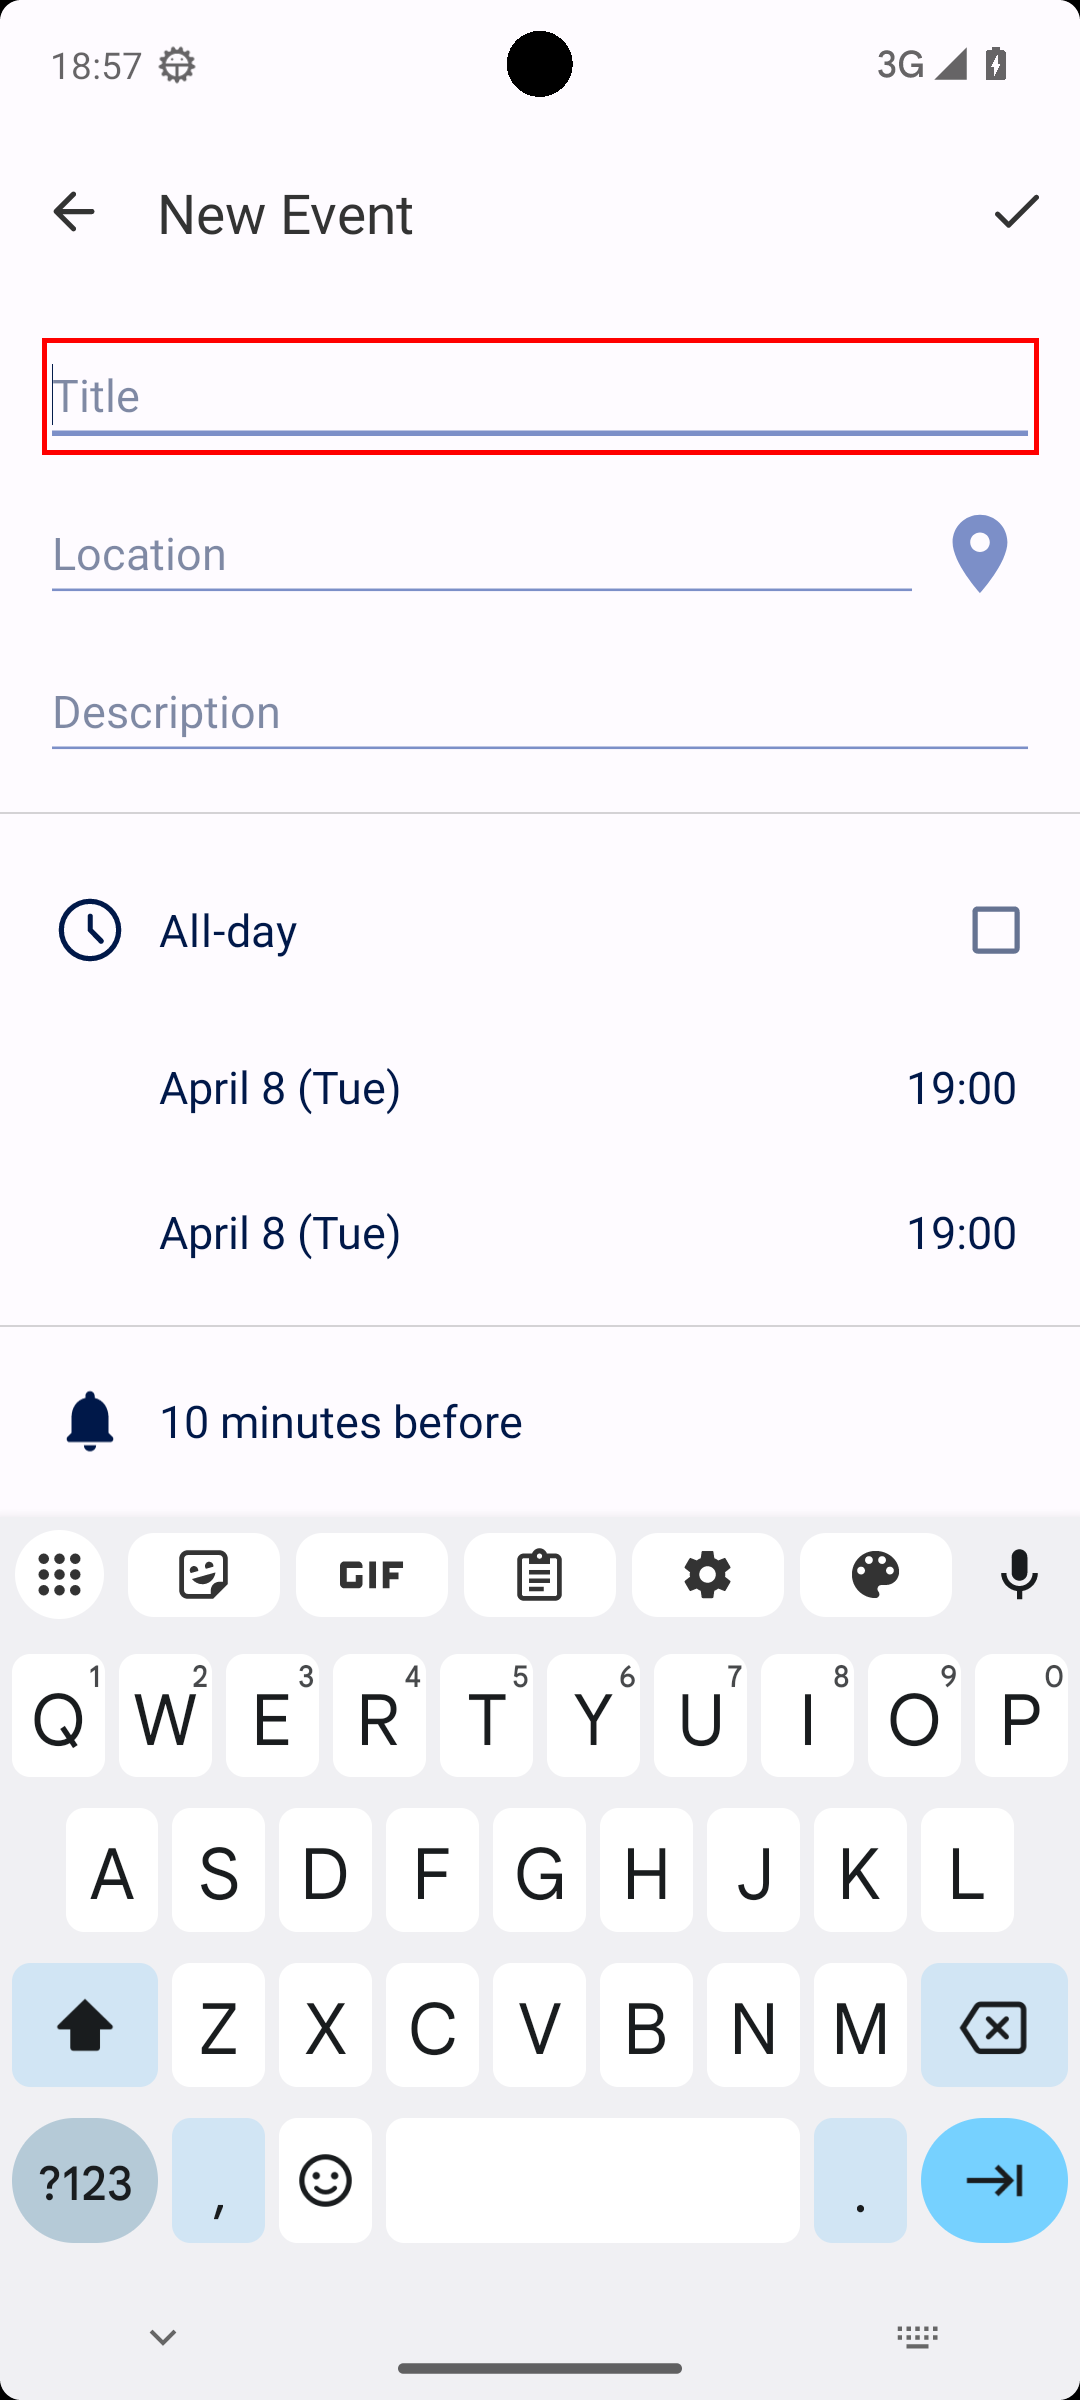 18:57 3G
New Event
Title
Location
Description
All-day
April 8 (Tue) 19:00
April 8 (Tue) 19:00
10 minutes before
GIF
Q 1 W 2 E 3 R 4 T 5 Y 6 U 7 I 8 O 9 P 0
A S D F G H J K L
Z X C V B N M
?123 , .